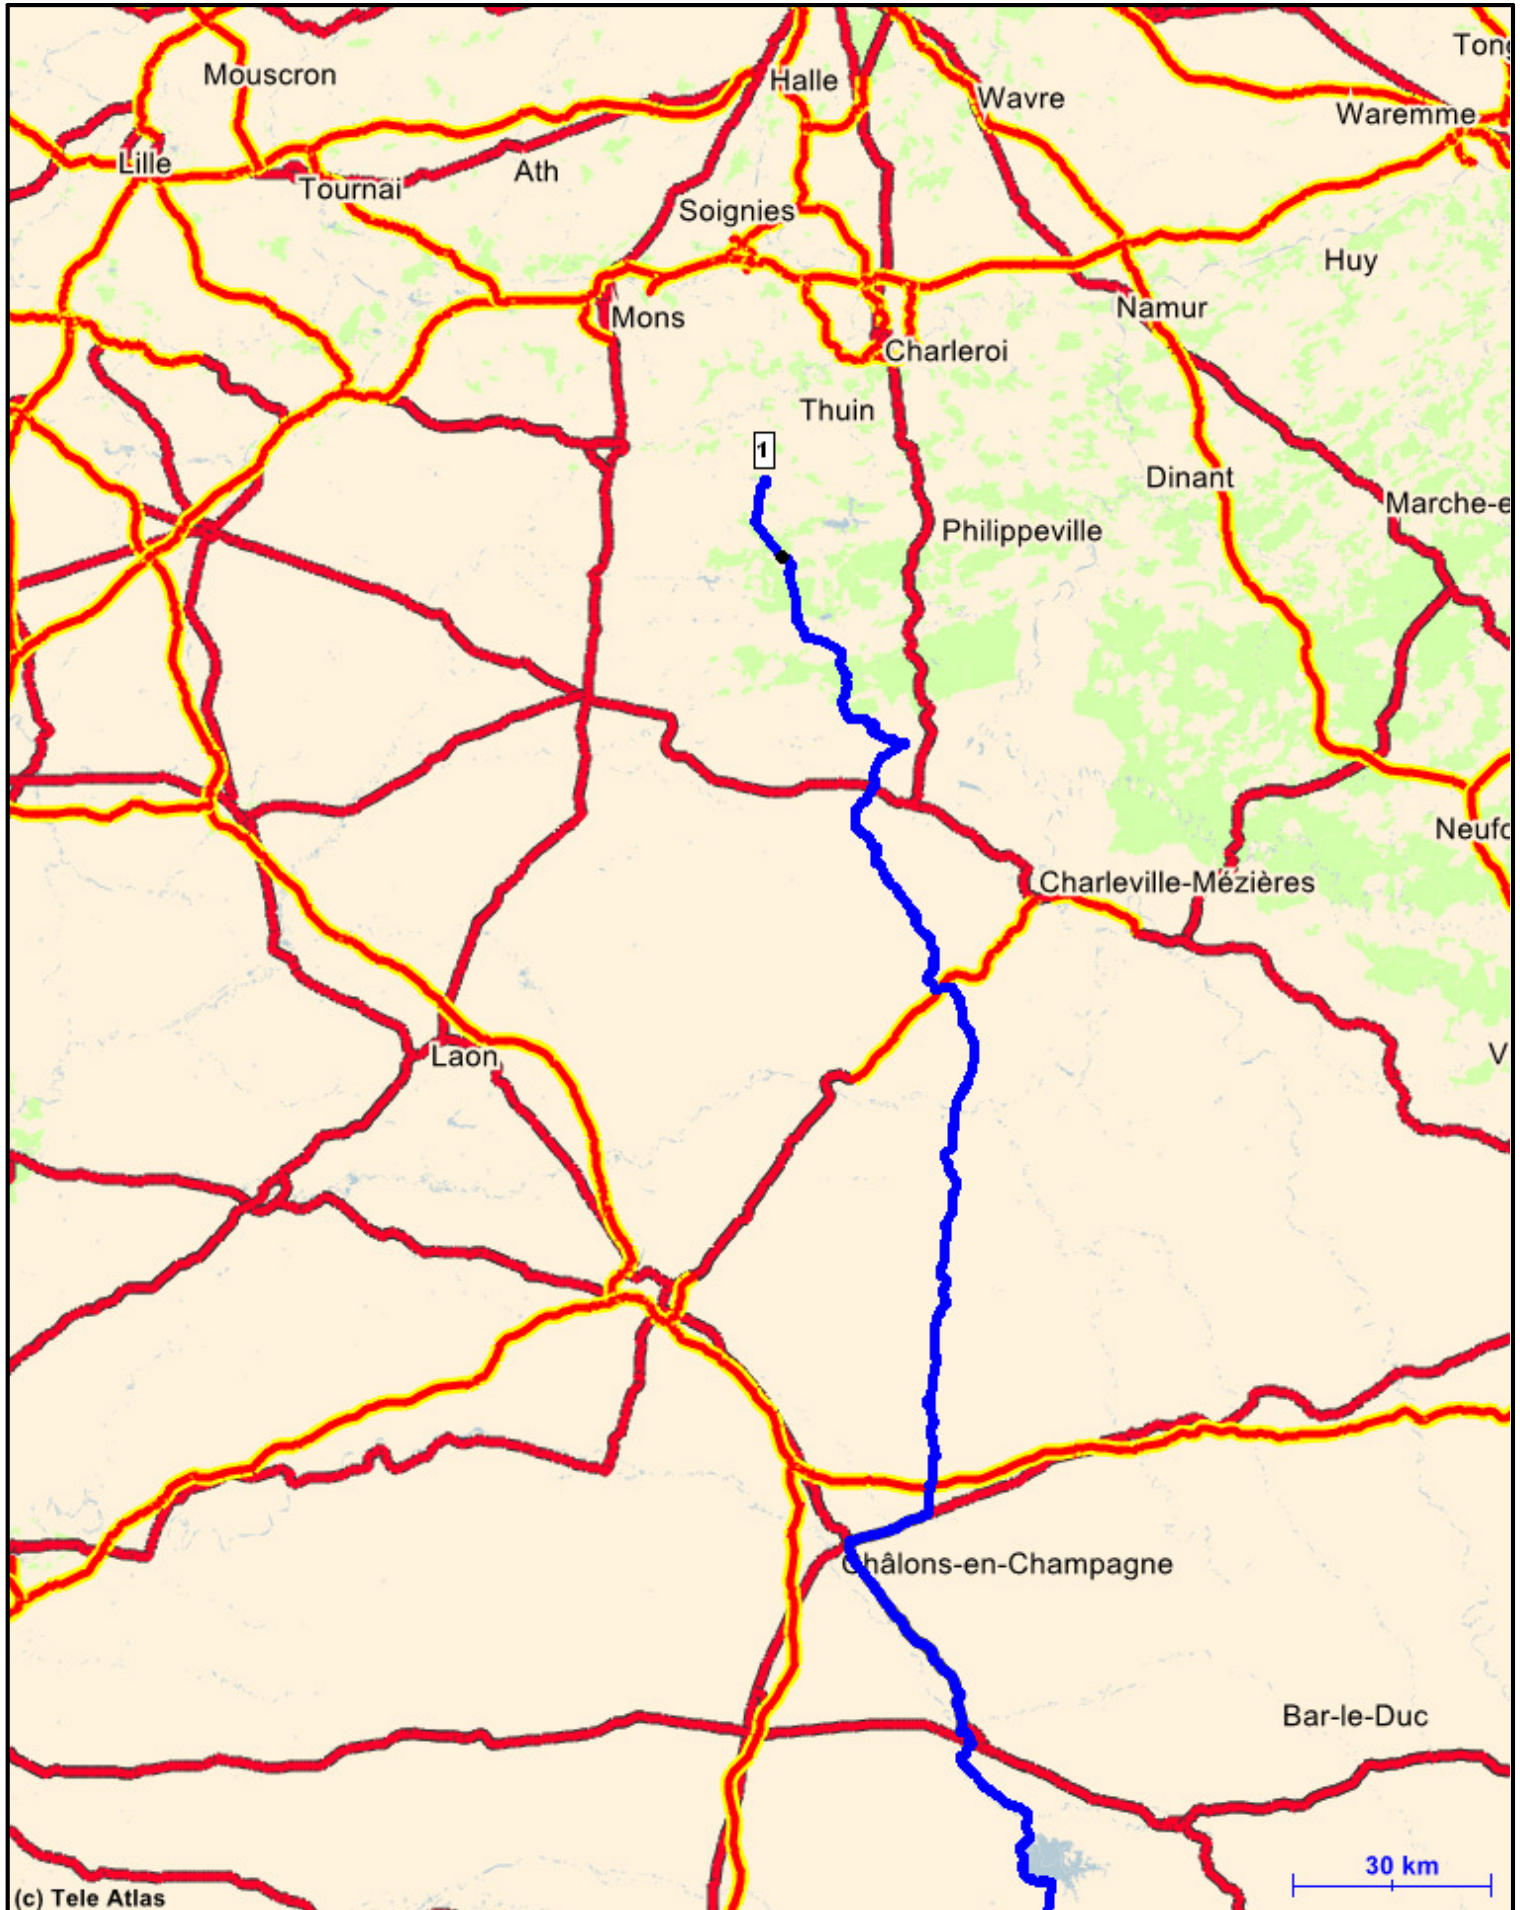 Tong
Mouscron
Halle
Wavre
Waremme
Lille
Ath
Tournai
Soignies
Huy
Namur
Mons
Charleroi
Thuin
1
Dinant
Marche-e
Philippeville
Neufc
Charleville-Mézières
V
Laon
Châlons-en-Champagne
Bar-le-Duc
30 km
(c) Tele Atlas